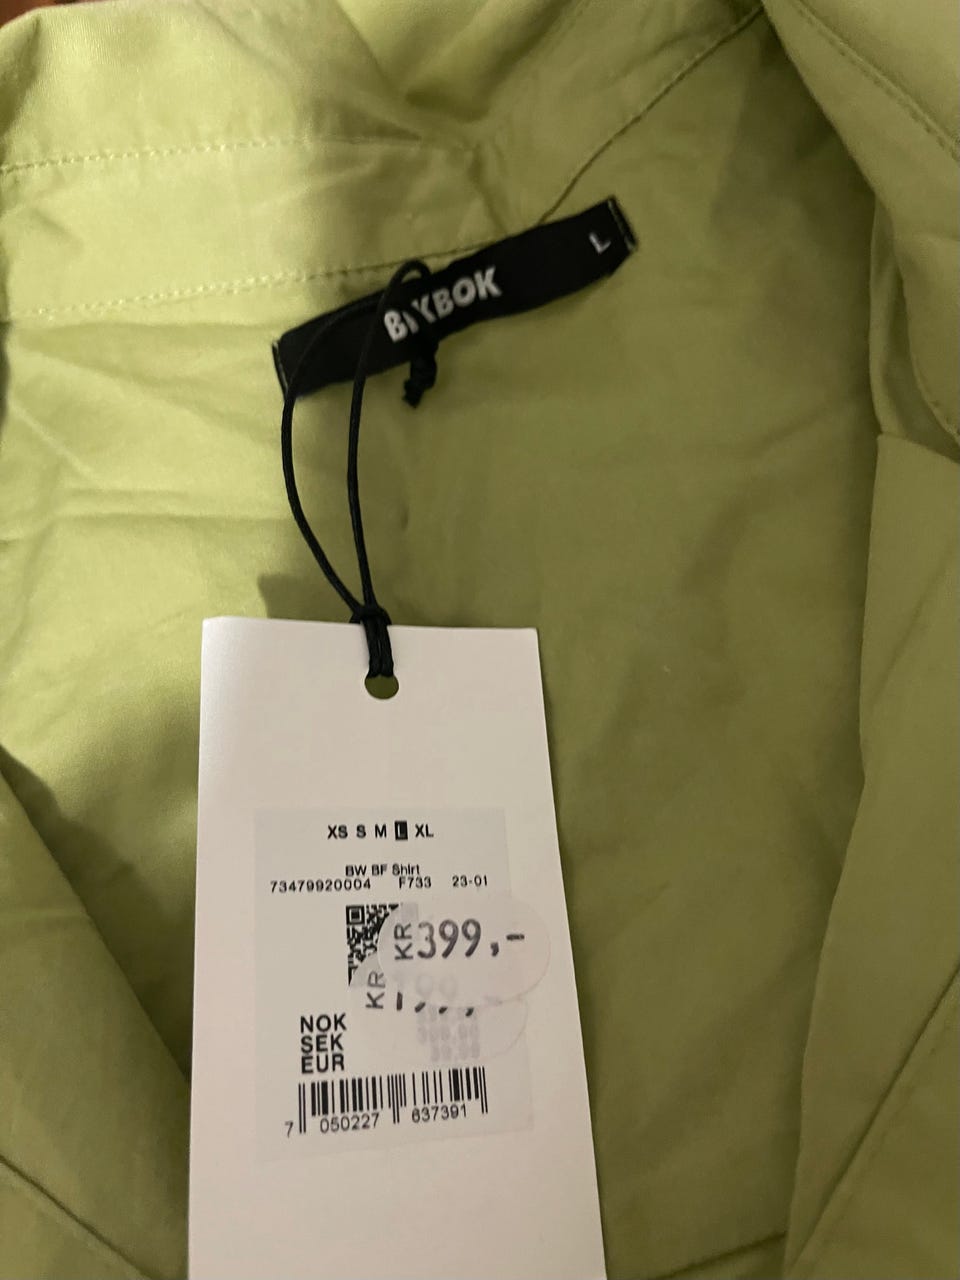 BIKBOK
L
XS S M L XL
BW BF Shirt
73479920004 F733 23-01
KR 399,-
KR
NOK
SEK
EUR
7 050227 637391